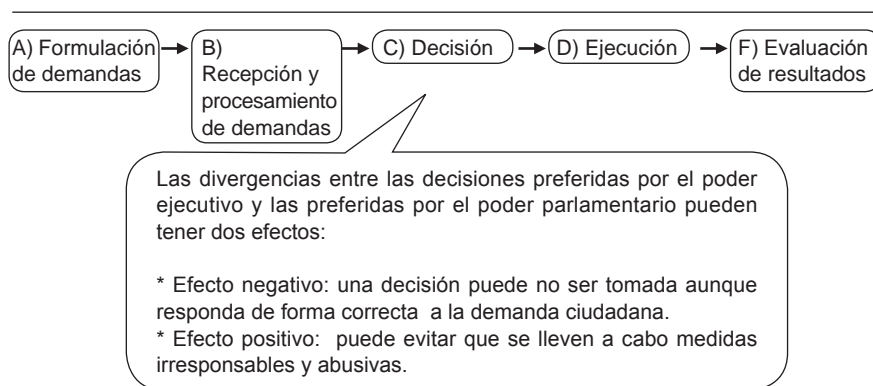 A) Formulación
de demandas
B)
Recepción y
procesamiento
de demandas
C) Decisión
D) Ejecución
F) Evaluación
de resultados
Las divergencias entre las decisiones preferidas por el poder
ejecutivo y las preferidas por el poder parlamentario pueden
tener dos efectos:
* Efecto negativo: una decisión puede no ser tomada aunque
responda de forma correcta a la demanda ciudadana.
* Efecto positivo: puede evitar que se lleven a cabo medidas
irresponsables y abusivas.